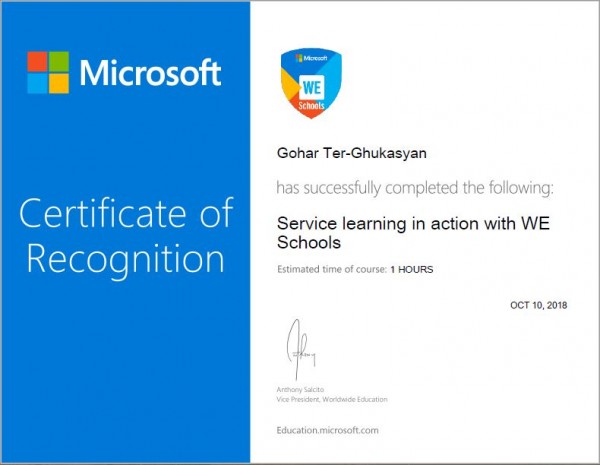 Microsoft
Certificate of
Recognition
Microsoft
WE
Schools
Gohar Ter-Ghukasyan
has successfully completed the following:
Service learning in action with WE
Schools
Estimated time of course: 1 HOURS
OCT 10, 2018
Anthony Salcito
Vice President, Worldwide Education
Education.microsoft.com